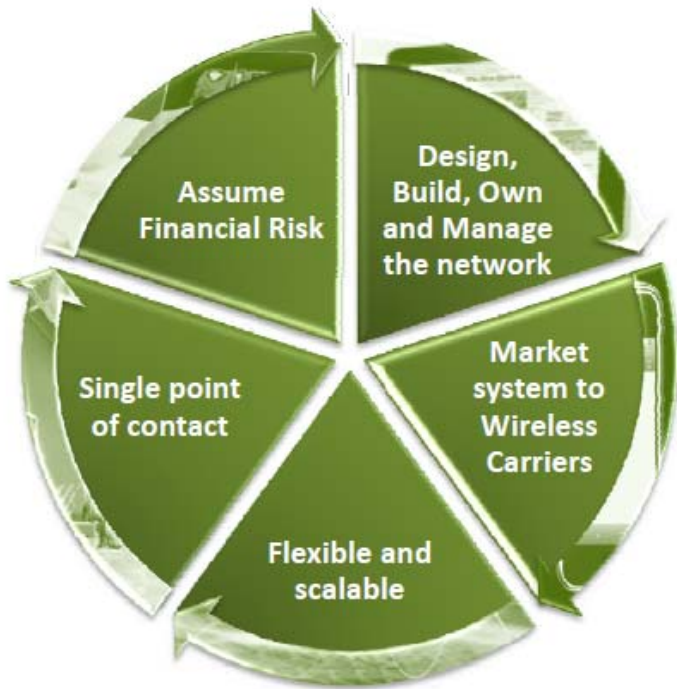 Design,
Build, Own
and Manage
the network
Market
system to
Wireless
Carriers
Flexible and
scalable
Single point
of contact
Assume
Financial Risk